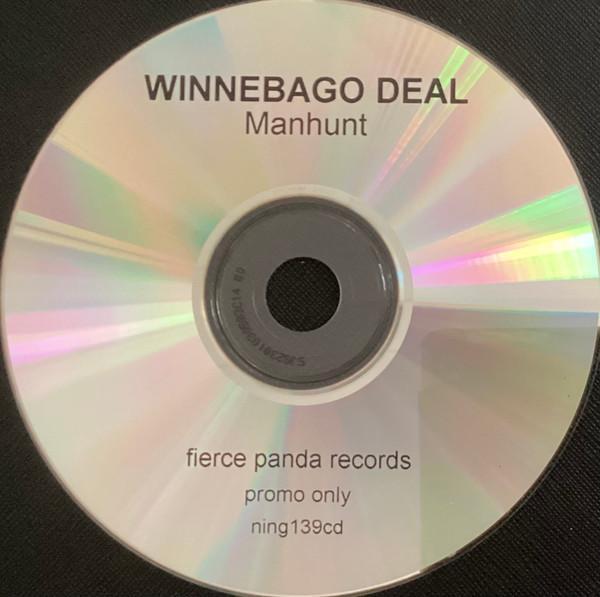 WINNEBAGO DEAL
Manhunt
fierce panda records
promo only
ning139cd